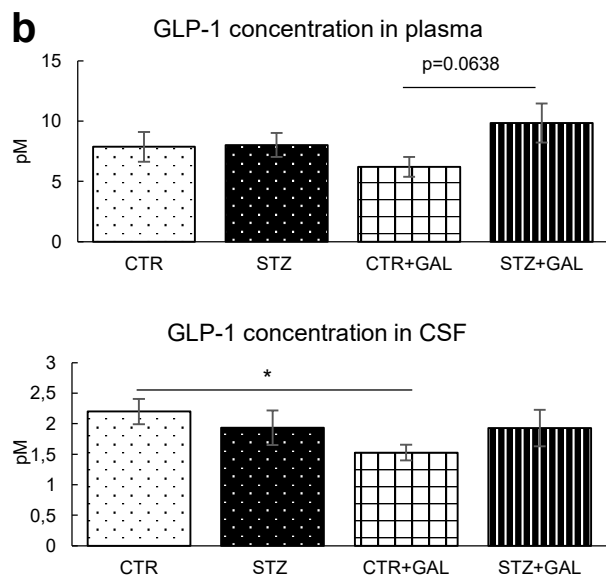 b
GLP-1 concentration in plasma
p=0.0638
15
10
5
0
pM
CTR STZ CTR+GAL STZ+GAL
GLP-1 concentration in CSF
*
3
2,5
2
1,5
1
0,5
0
pM
CTR STZ CTR+GAL STZ+GAL